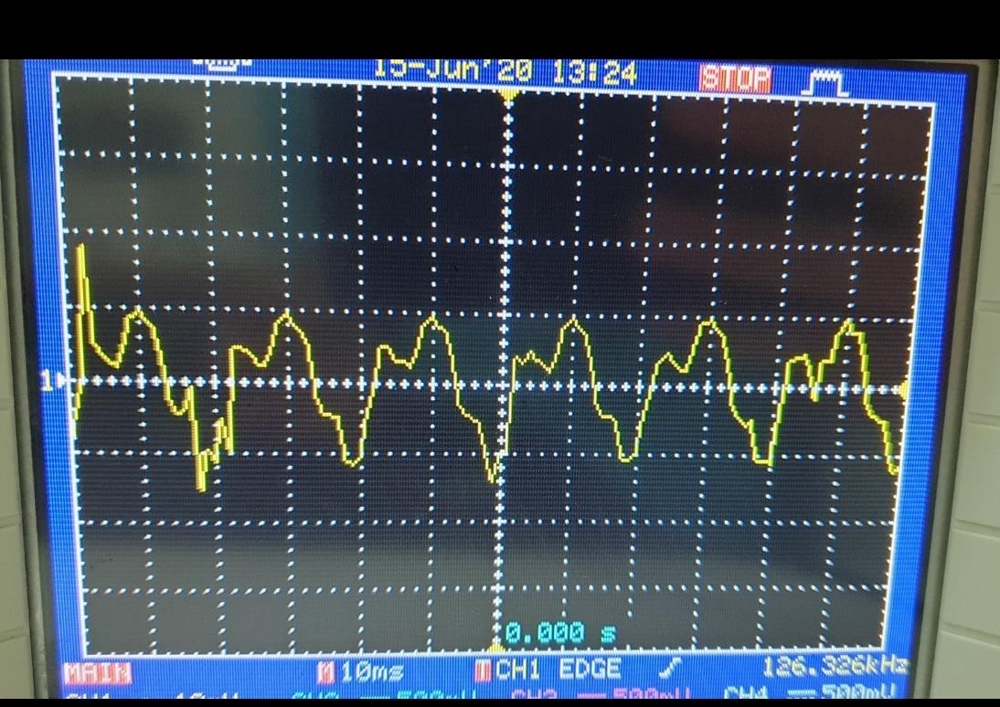 15-Jun'20 13:24 STOP
1
0.000 s
MAIN M 10ms T CH1 EDGE 126.326kHz